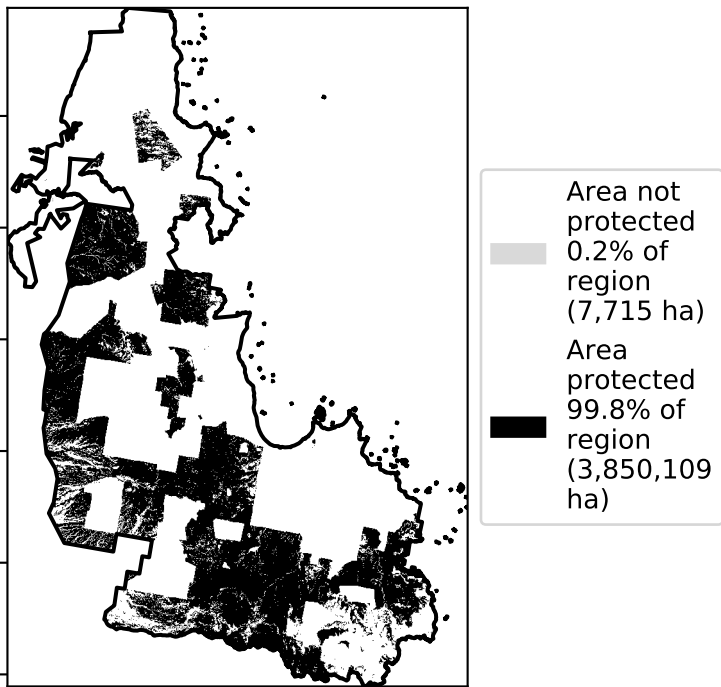 Area not
protected
0.2% of
region
(7,715 ha)
Area
protected
99.8% of
region
(3,850,109
ha)